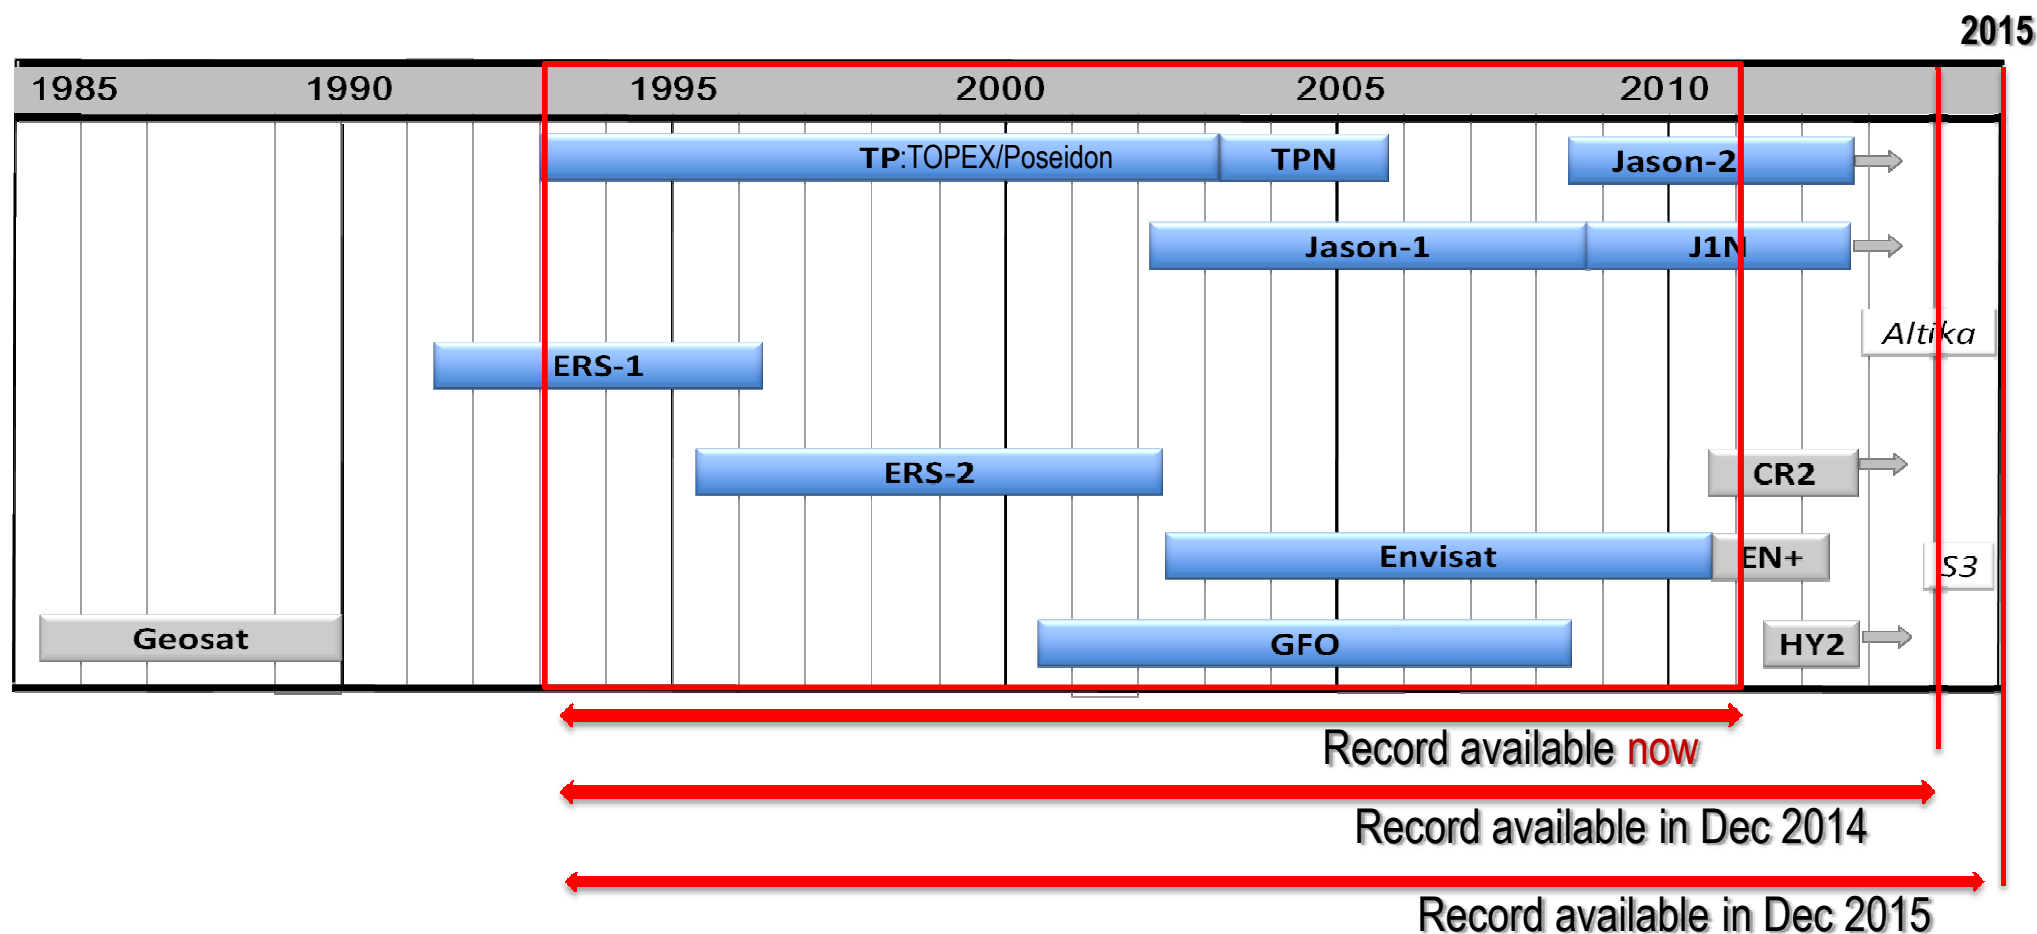 2015
1985 1990 1995 2000 2005 2010
TP:TOPEX/Poseidon TPN Jason-2
Jason-1 J1N
Altika
ERS-1
ERS-2 CR2
Envisat EN+ S3
Geosat GFO HY2
Record available now
Record available in Dec 2014
Record available in Dec 2015